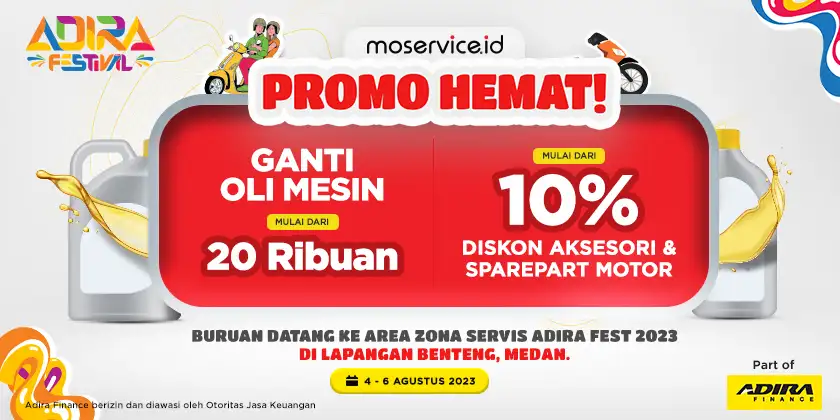 ADIRA
FESTIVAL
moservice.id
PROMO HEMAT!
GANTI
OLI MESIN
MULAI DARI
20 Ribuan
MULAI DARI
10%
DISKON AKSESORI &
SPAREPART MOTOR
BURUAN DATANG KE AREA ZONA SERVIS ADIRA FEST 2023
DI LAPANGAN BENTENG, MEDAN.
4 - 6 AGUSTUS 2023
Part of
ADIRA
FINANCE
Adira Finance berizin dan diawasi oleh Otoritas Jasa Keuangan